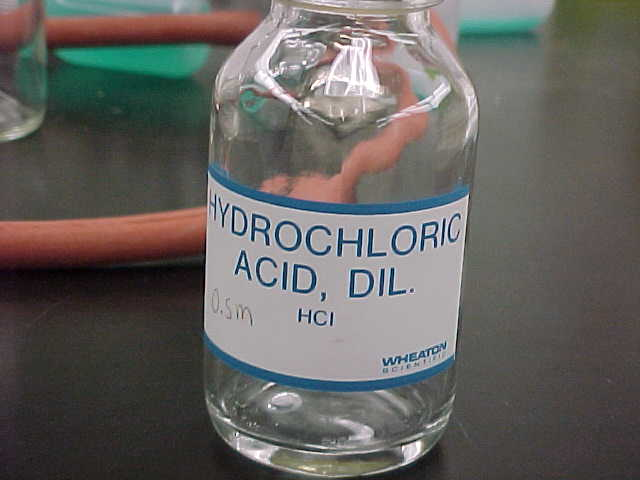 HYDROCHLORIC
ACID, DIL.
0.5m
HCl
WHEATON
SCIENTIFIC